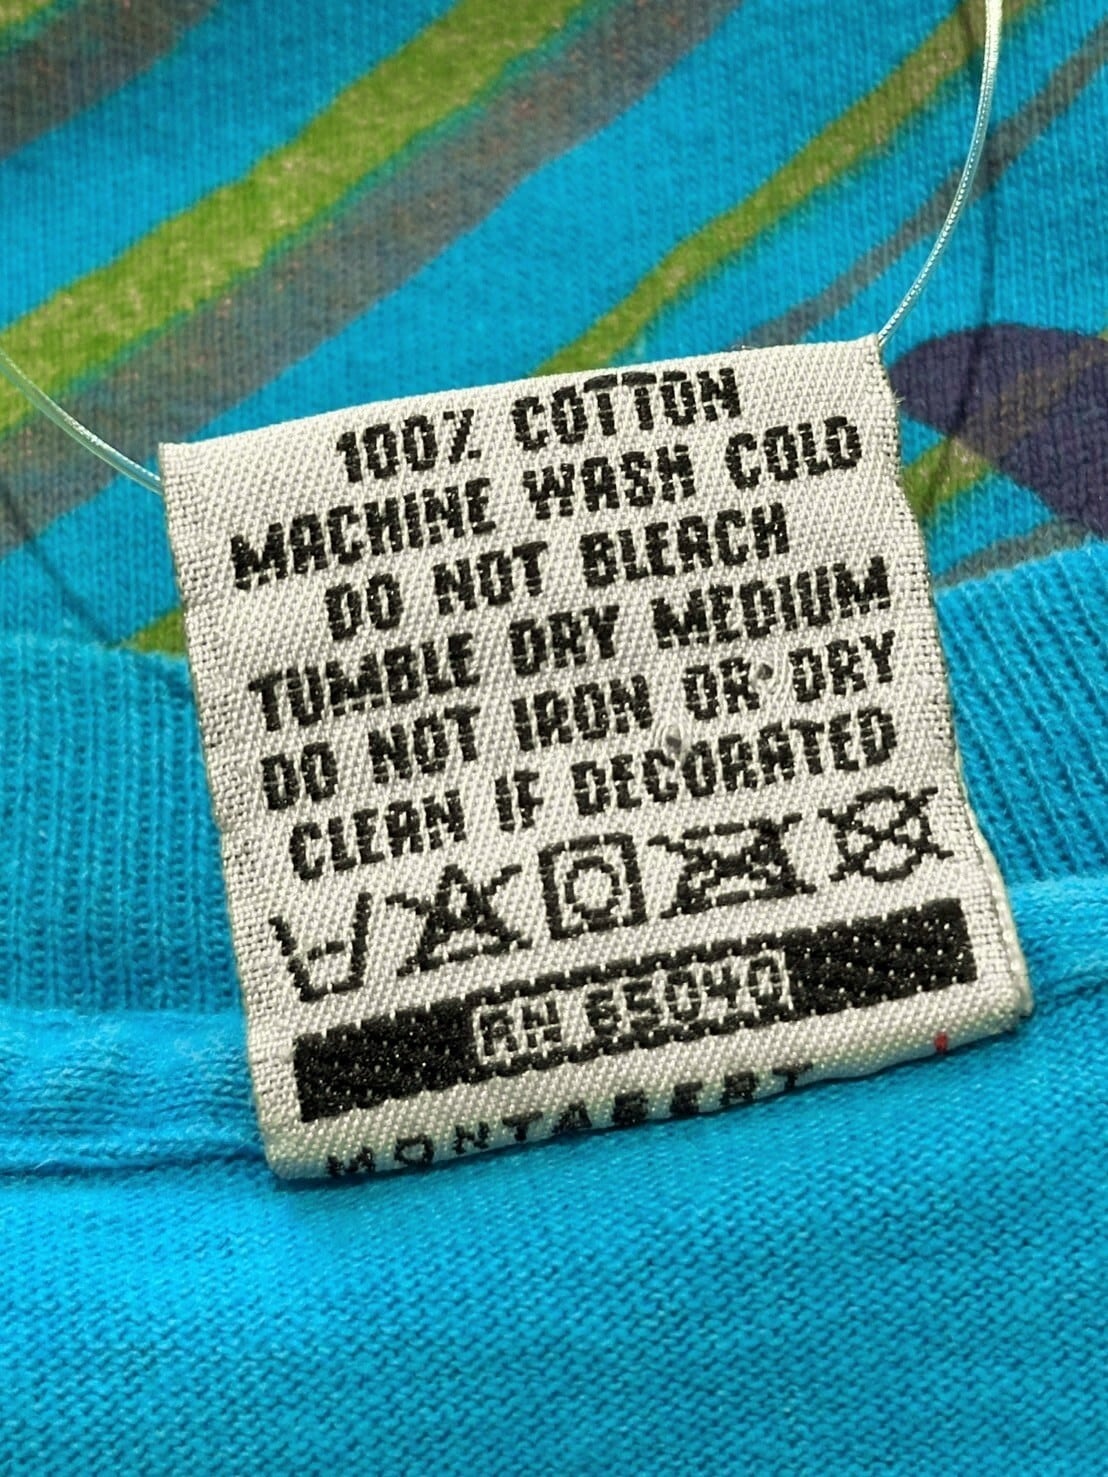 100% COTTON
MACHINE WASH COLD
DO NOT BLEACH
TUMBLE DRY MEDIUM
DO NOT IRON OR DRY
CLEAN IF DECORATED
RN 65040
MONTASERT